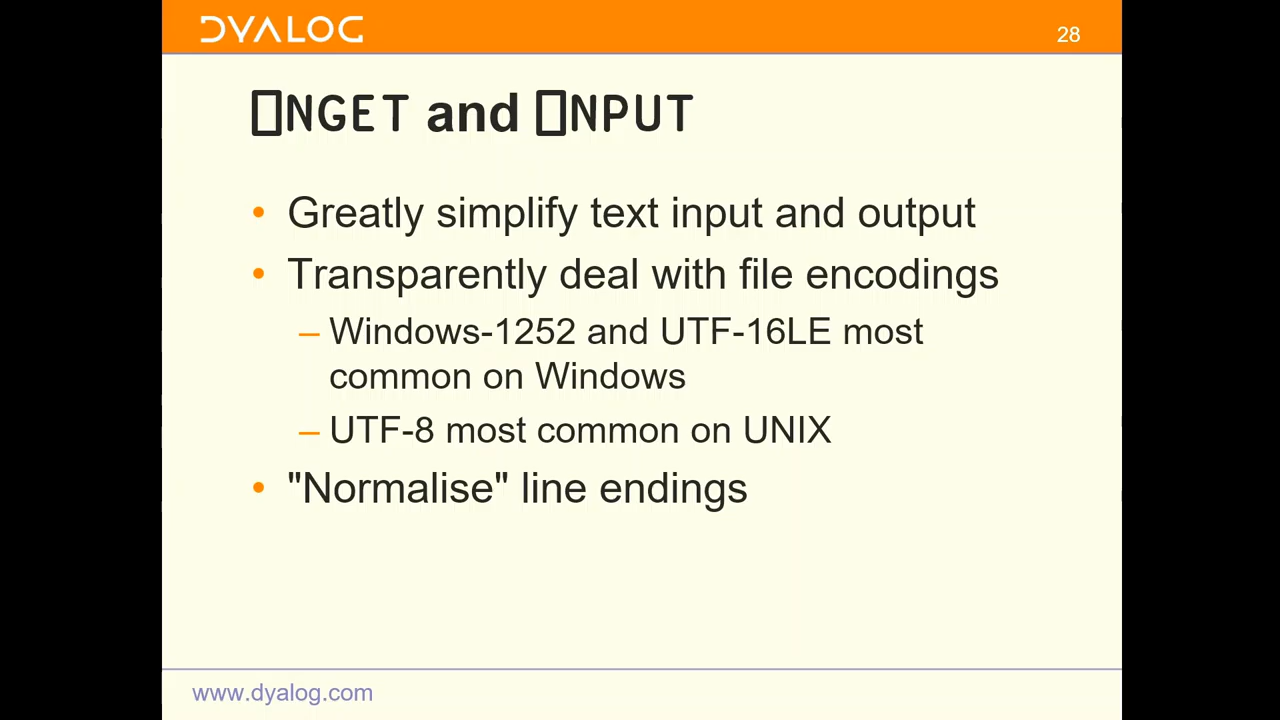 DYALOG
28
⎕NGET and ⎕NPUT
• Greatly simplify text input and output
• Transparently deal with file encodings
– Windows-1252 and UTF-16LE most
common on Windows
– UTF-8 most common on UNIX
• "Normalise" line endings
www.dyalog.com